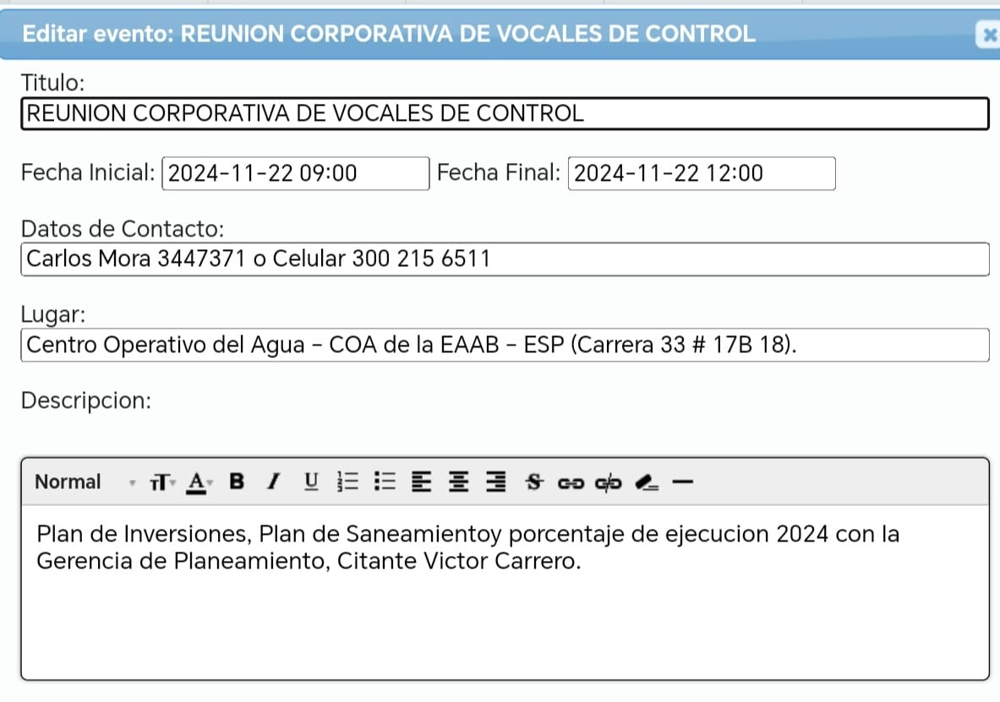 Editar evento: REUNION CORPORATIVA DE VOCALES DE CONTROL
Titulo:
REUNION CORPORATIVA DE VOCALES DE CONTROL
Fecha Inicial: 2024-11-22 09:00 Fecha Final: 2024-11-22 12:00
Datos de Contacto:
Carlos Mora 3447371 o Celular 300 215 6511
Lugar:
Centro Operativo del Agua - COA de la EAAB - ESP (Carrera 33 # 17B 18).
Descripcion:
Normal
Plan de Inversiones, Plan de Saneamientoy porcentaje de ejecucion 2024 con la
Gerencia de Planeamiento, Citante Victor Carrero.